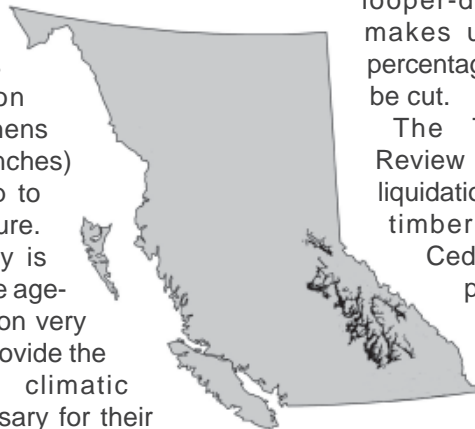 on
hens
nches)
o to
ure.
y is
e age-
on very
ovide the
climatic
sary for their
looper-d
makes u
percentag
be cut.
The T
Review
liquidatio
timber
Ced
p